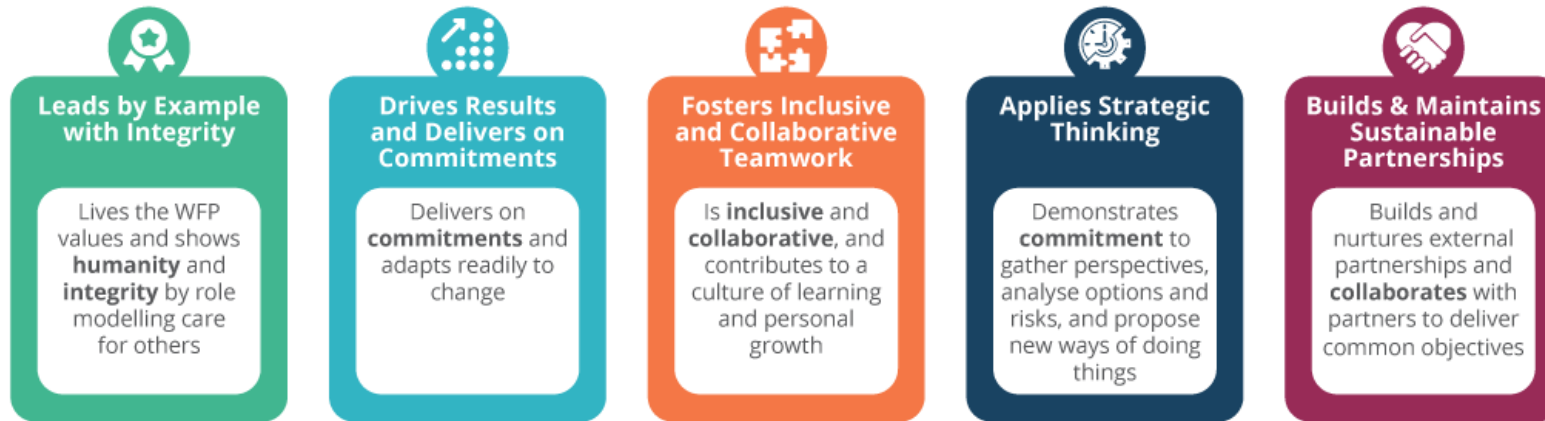 Leads by Example
with Integrity
Lives the WFP
values and shows
humanity and
integrity by role
modelling care
for others
Drives Results
and Delivers on
Commitments
Delivers on
commitments and
adapts readily to
change
Fosters Inclusive
and Collaborative
Teamwork
Is inclusive and
collaborative, and
contributes to a
culture of learning
and personal
growth
Applies Strategic
Thinking
Demonstrates
commitment to
gather perspectives,
analyse options and
risks, and propose
new ways of doing
things
Builds & Maintains
Sustainable
Partnerships
Builds and
nurtures external
partnerships and
collaborates with
partners to deliver
common objectives